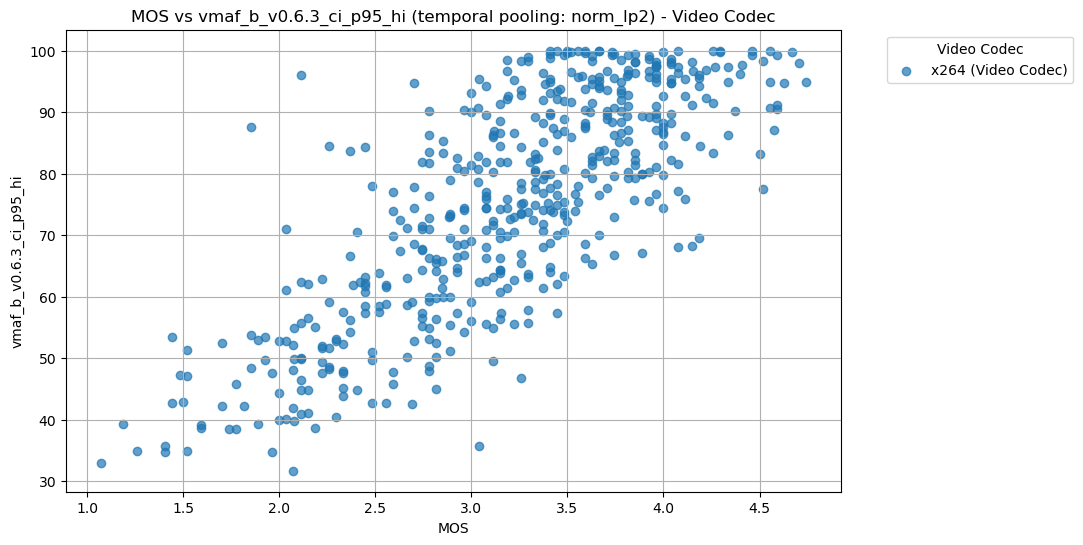 MOS vs vmaf_b_v0.6.3_ci_p95_hi (temporal pooling: norm_lp2) - Video Codec
Video Codec
x264 (Video Codec)
vmaf_b_v0.6.3_ci_p95_hi
100
90
80
70
60
50
40
30
1.0 1.5 2.0 2.5 3.0 3.5 4.0 4.5
MOS